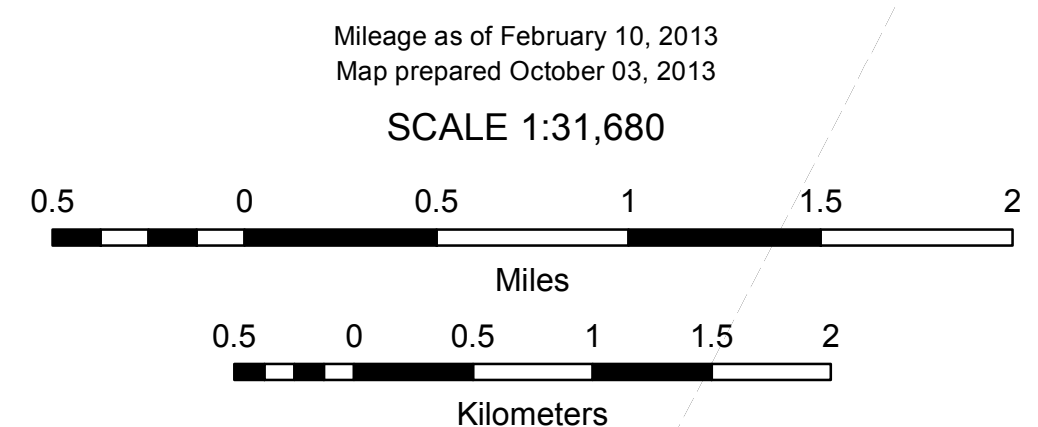 Mileage as of February 10, 2013
Map prepared October 03, 2013
SCALE 1:31,680
0.5 0 0.5 1 1.5 2
Miles
0.5 0 0.5 1 1.5 2
Kilometers